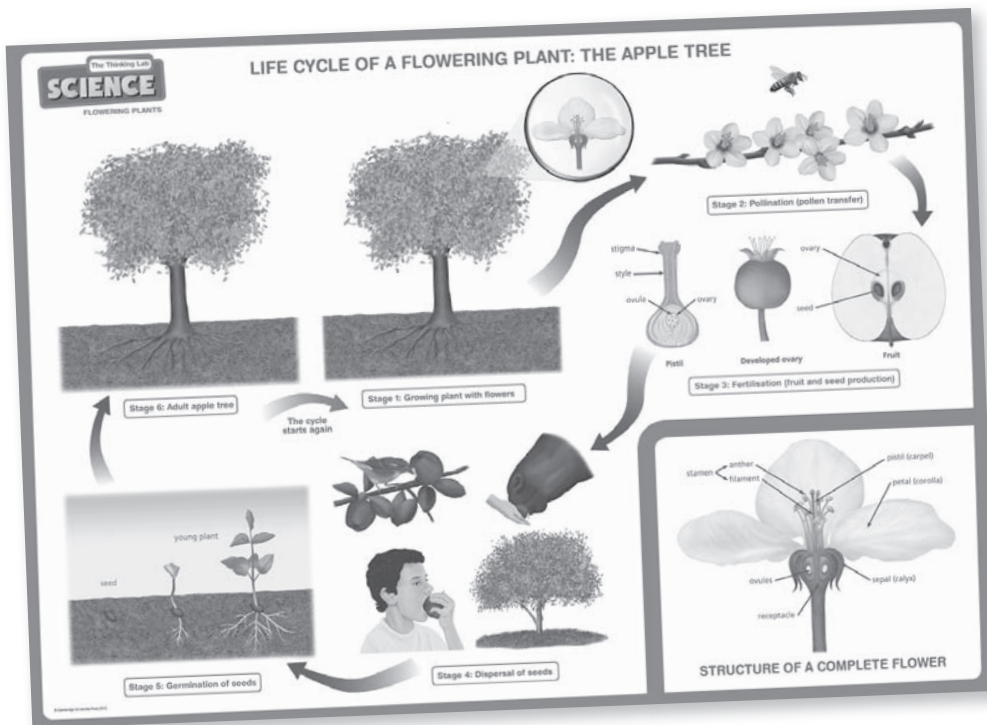 The Thinking Lab
SCIENCE
FLOWERING PLANTS
LIFE CYCLE OF A FLOWERING PLANT: THE APPLE TREE
Stage 2: Pollination (pollen transfer)
stigma
style
ovule
ovary
Pistil
Developed ovary
ovary
seed
Fruit
Stage 3: Fertilisation (fruit and seed production)
Stage 6: Adult apple tree
The cycle
starts again
Stage 1: Growing plant with flowers
seed
young plant
Stage 5: Germination of seeds
Stage 4: Dispersal of seeds
stamen
anther
filament
pistil (carpel)
petal (corolla)
ovules
sepal (calyx)
receptacle
STRUCTURE OF A COMPLETE FLOWER